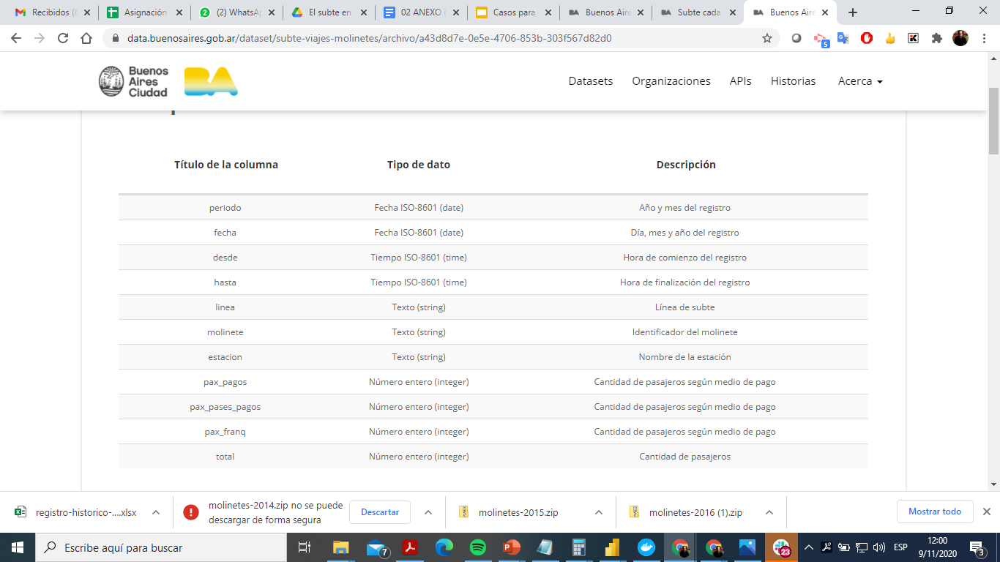 Recibidos (6
Asignación
(2) WhatsA
El subte en
02 ANEXO (
Casos para
Buenos Aire
Subte cada
Buenos Aire
data.buenosaires.gob.ar/dataset/subte-viajes-molinetes/archivo/a43d8d7e-0e5e-4706-853b-303f567d82d0
5
Buenos
Aires
Ciudad
BA
Datasets Organizaciones APIs Historias Acerca
Título de la columna Tipo de dato Descripción
periodo Fecha ISO-8601 (date) Año y mes del registro
fecha Fecha ISO-8601 (date) Día, mes y año del registro
desde Tiempo ISO-8601 (time) Hora de comienzo del registro
hasta Tiempo ISO-8601 (time) Hora de finalización del registro
linea Texto (string) Línea de subte
molinete Texto (string) Identificador del molinete
estacion Texto (string) Nombre de la estación
pax_pagos Número entero (integer) Cantidad de pasajeros según medio de pago
pax_pases_pagos Número entero (integer) Cantidad de pasajeros según medio de pago
pax_franq Número entero (integer) Cantidad de pasajeros según medio de pago
total Número entero (integer) Cantidad de pasajeros
registro-historico-....xlsx
molinetes-2014.zip no se puede
descargar de forma segura
Descartar
molinetes-2015.zip
molinetes-2016 (1).zip
Mostrar todo
Escribe aquí para buscar
7
23
ESP
12:00
9/11/2020
3